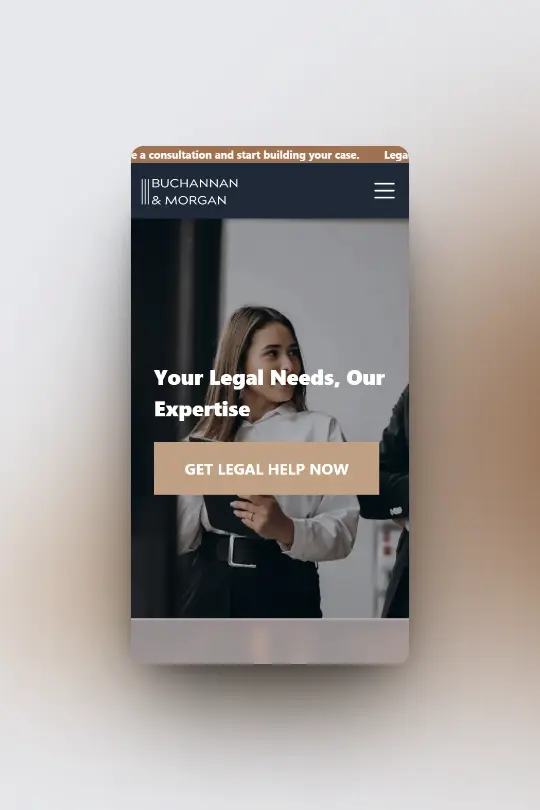 e a consultation and start building your case. Lega
BUCHANNAN
& MORGAN
Your Legal Needs, Our
Expertise
GET LEGAL HELP NOW